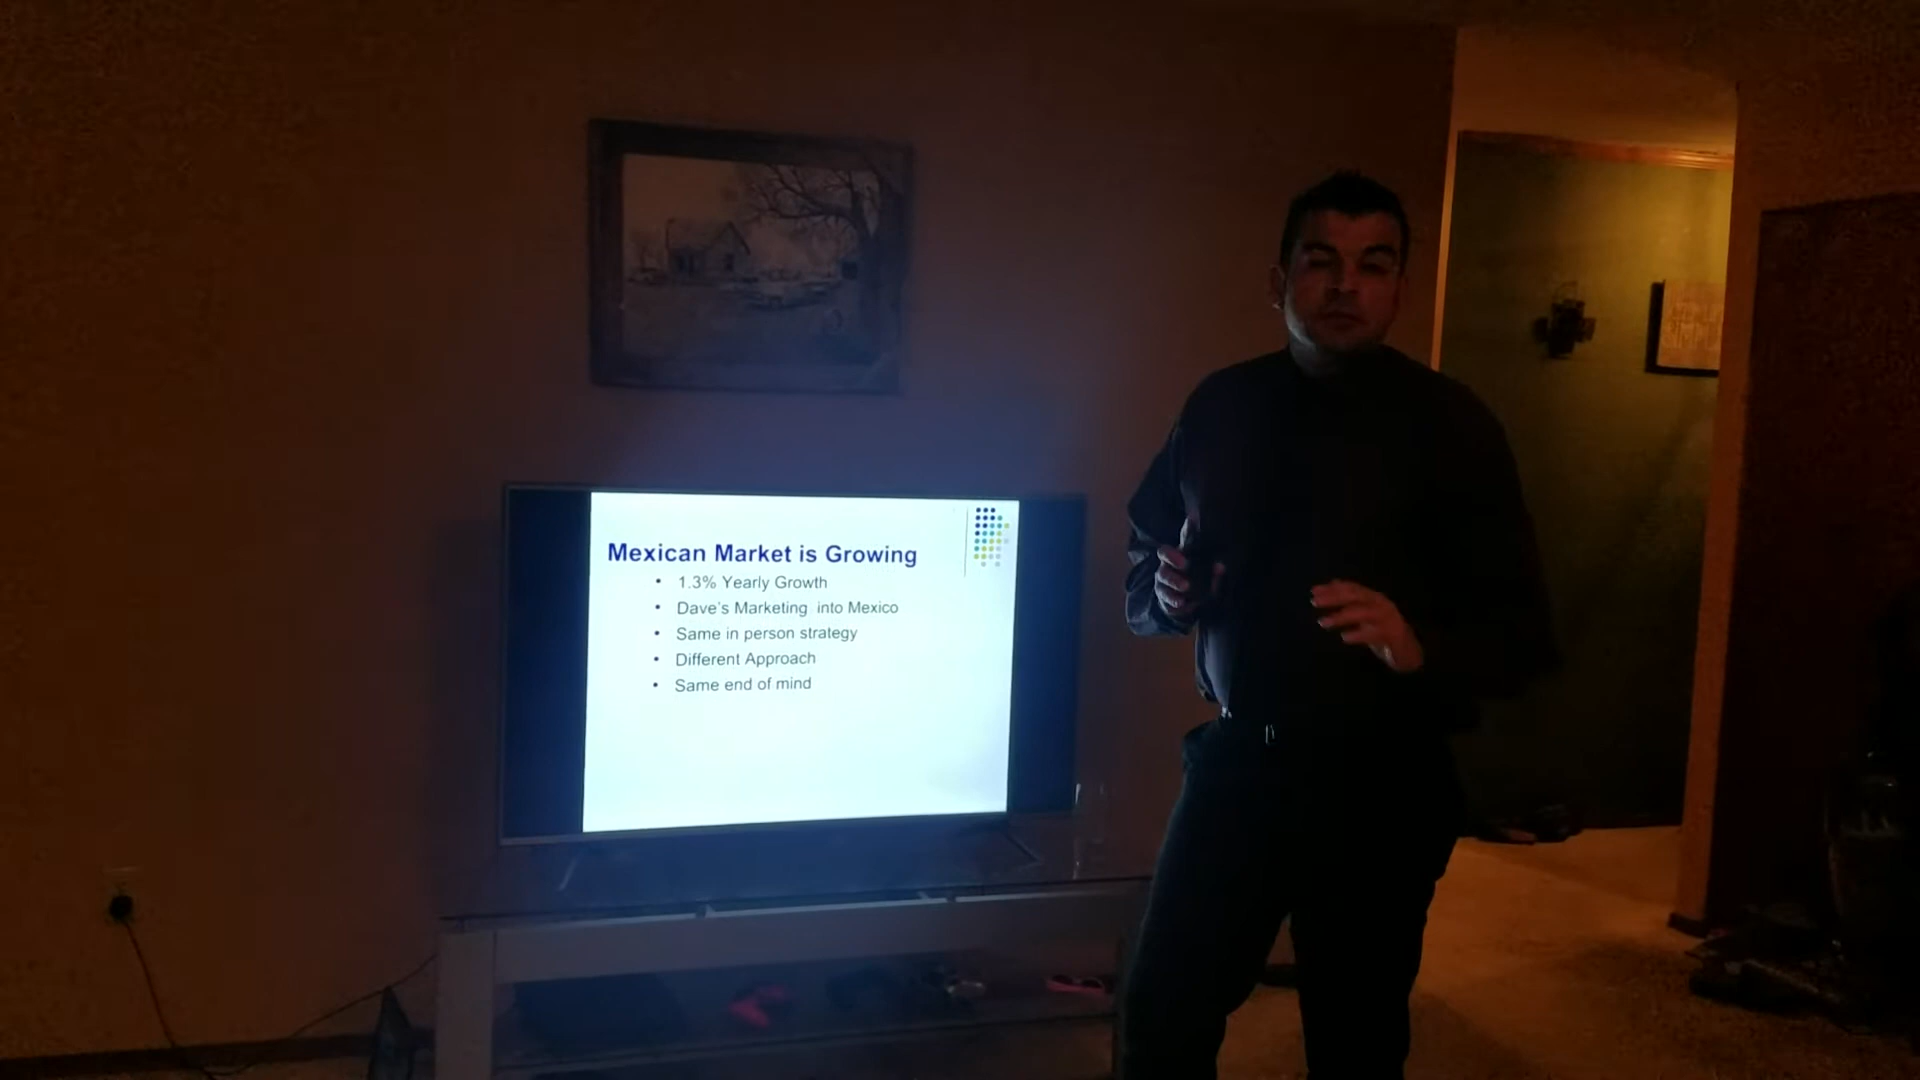 Mexican Market is Growing
• 1.3% Yearly Growth
• Dave's Marketing into Mexico
• Same in person strategy
• Different Approach
• Same end of mind